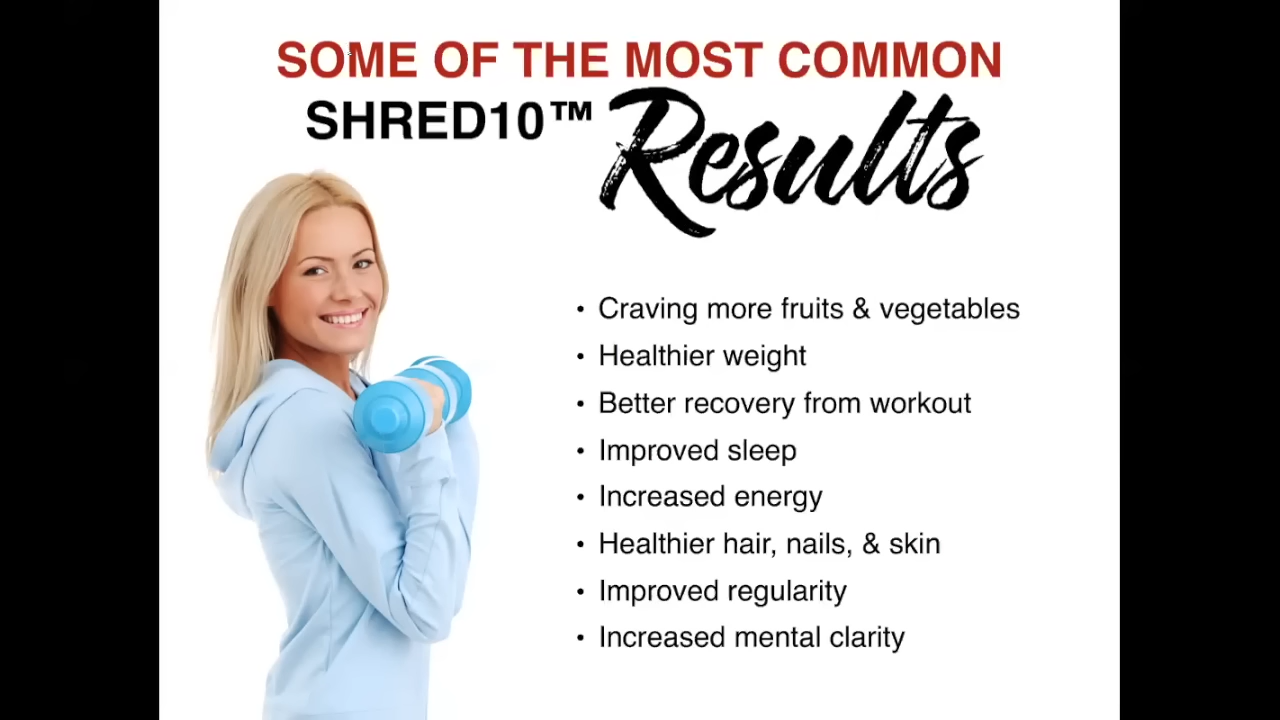 SOME OF THE MOST COMMON
SHRED10™ Results
• Craving more fruits & vegetables
• Healthier weight
• Better recovery from workout
• Improved sleep
• Increased energy
• Healthier hair, nails, & skin
• Improved regularity
• Increased mental clarity